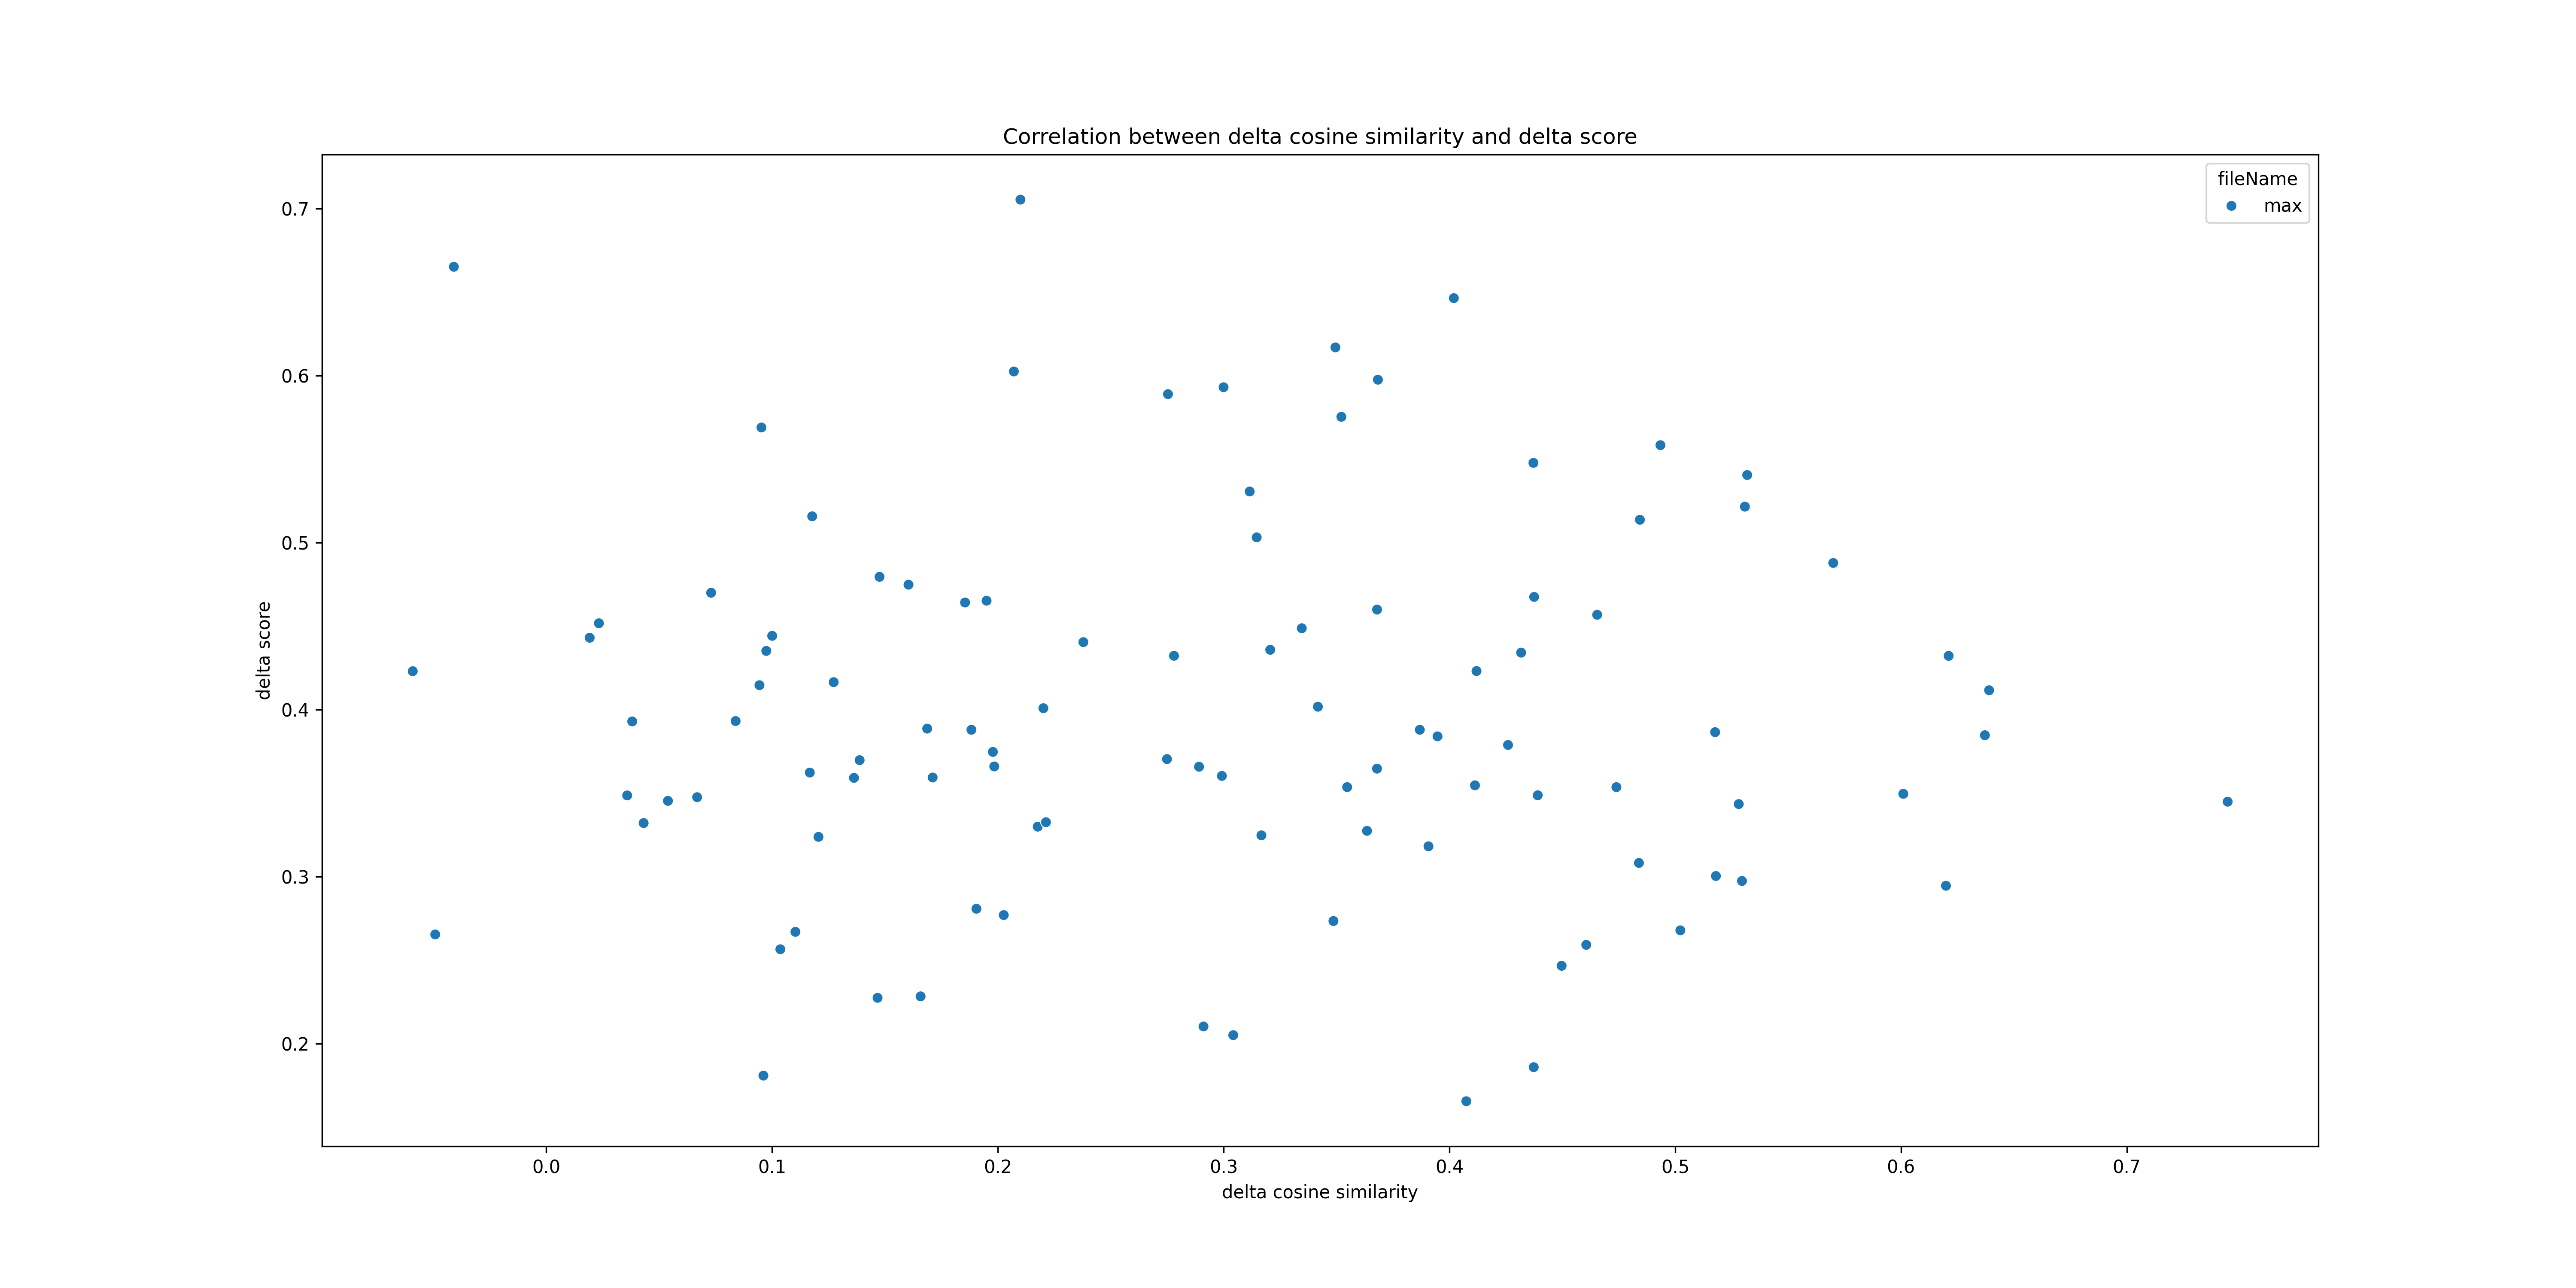 Correlation between delta cosine similarity and delta score
fileName
max
0.7
0.6
0.5
0.4
0.3
0.2
delta score
0.0 0.1 0.2 0.3 0.4 0.5 0.6 0.7
delta cosine similarity